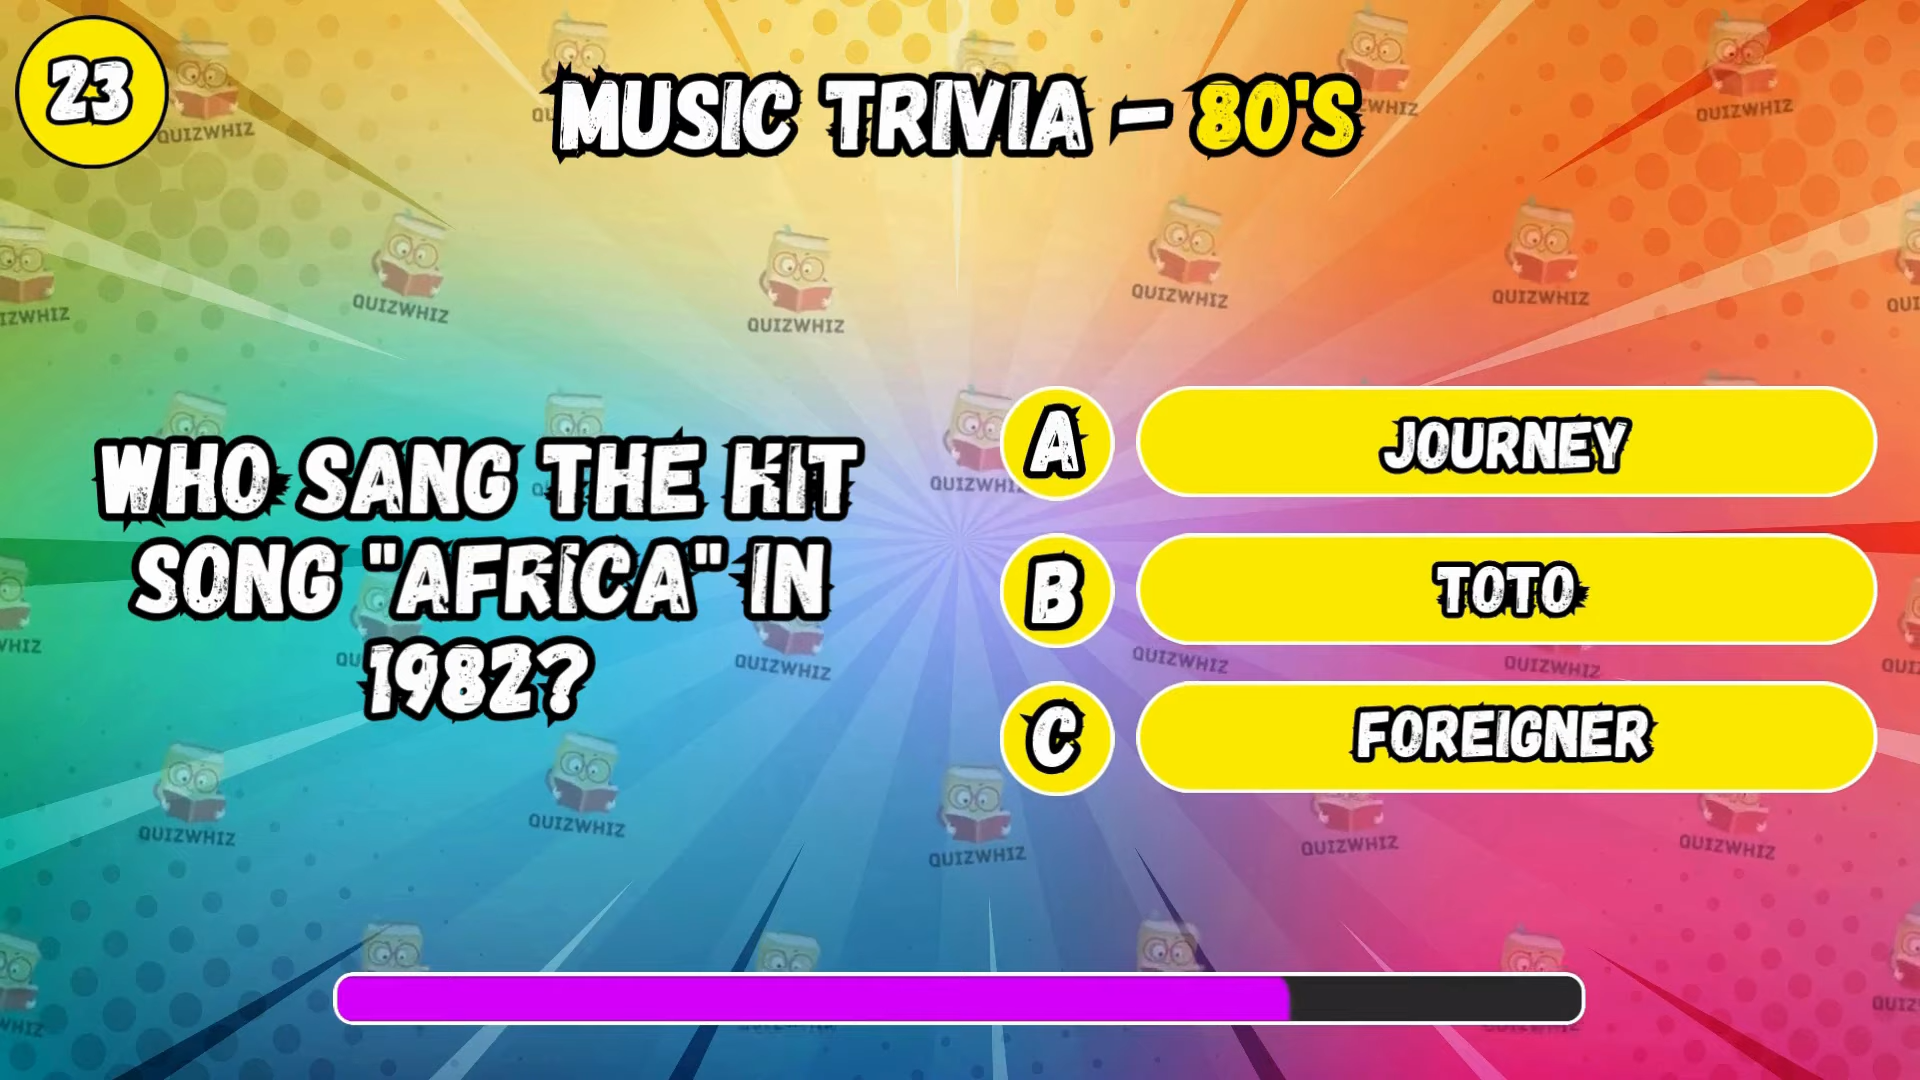 23
MUSIC TRIVIA - 80'S
WHO SANG THE HIT
SONG "AFRICA" IN
1982?
A
JOURNEY
B
TOTO
C
FOREIGNER
QUIZWHIZ